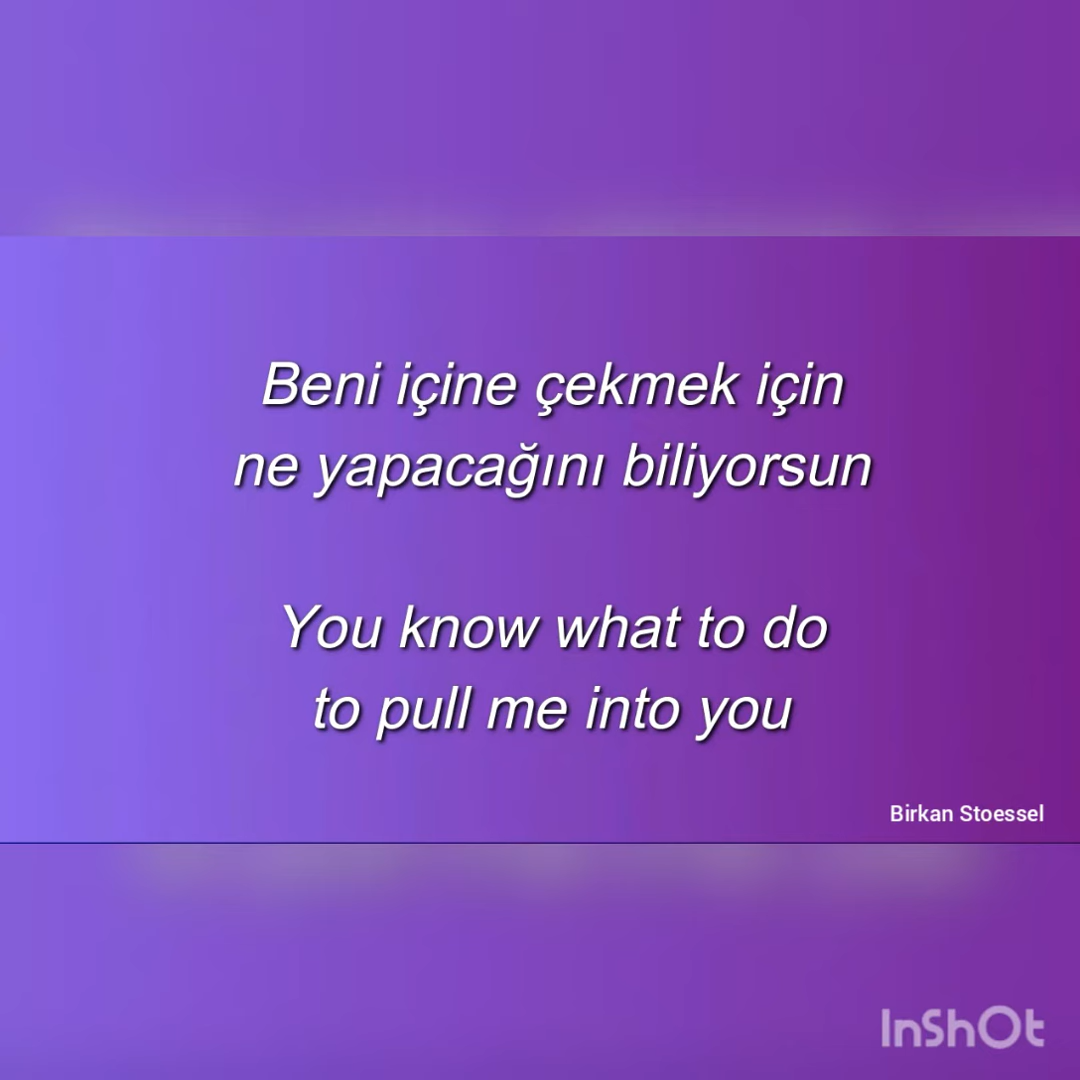 Beni içine çekmek için
ne yapacağını biliyorsun
You know what to do
to pull me into you
Birkan Stoessel
InShOt